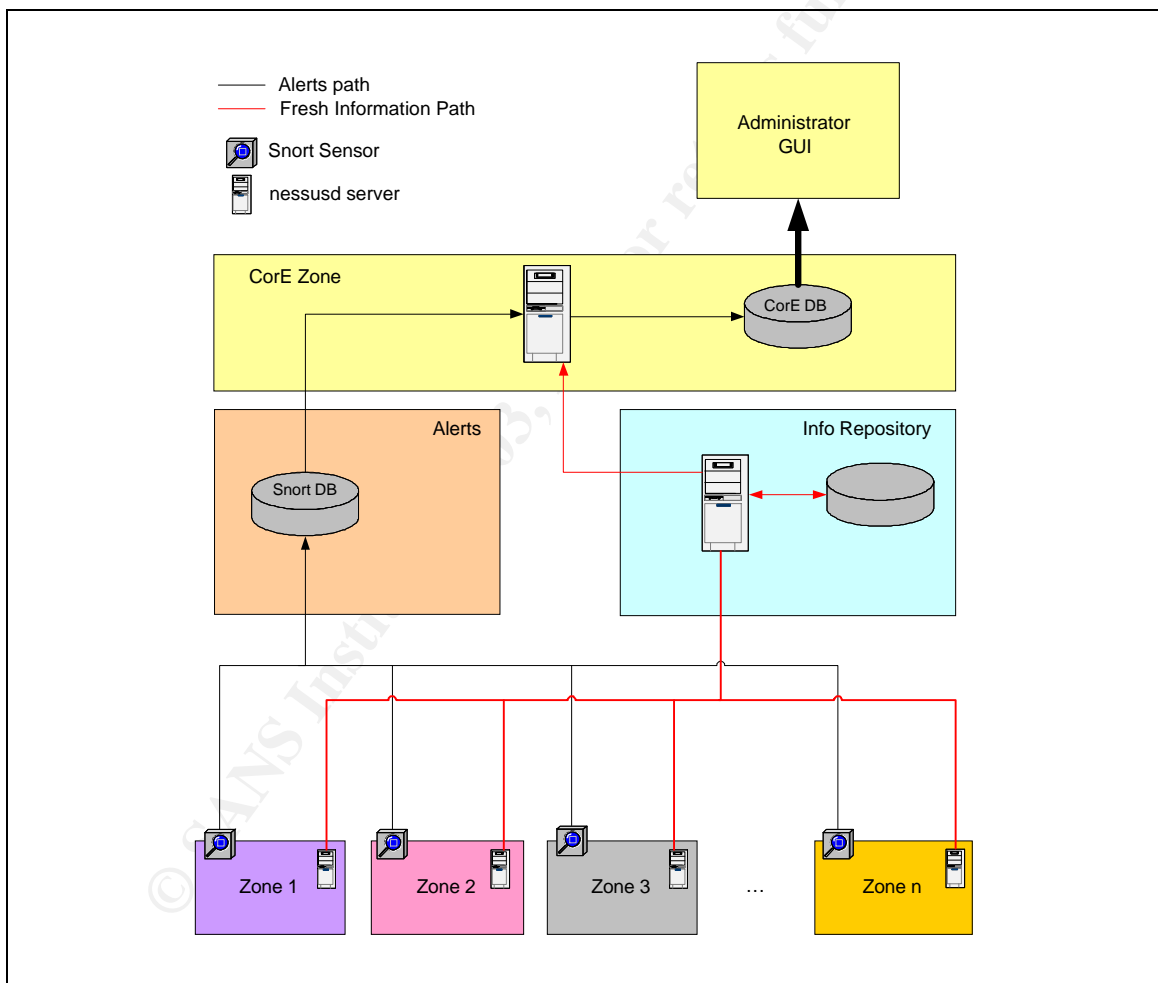 Alerts path
Fresh Information Path
Snort Sensor
nessusd server
Administrator
GUI
CorE Zone
CorE DB
Alerts
Snort DB
Info Repository
Zone 1
Zone 2
Zone 3
...
Zone n
© SANS